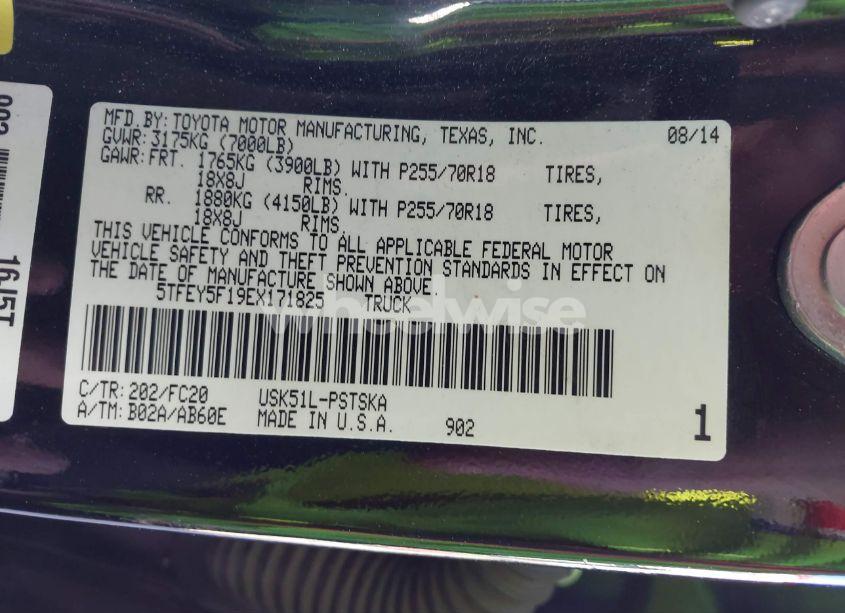 MFD.BY: TOYOTA MOTOR MANUFACTURING, TEXAS, INC. 08/14
GVWR: 3175KG (7000LB)
GAWR: FRT. 1765KG (3900LB) WITH P255/70R18 TIRES,
18X8J RIMS.
RR. 1880KG (4150LB) WITH P255/70R18 TIRES,
18X8J RIMS.
THIS VEHICLE CONFORMS TO ALL APPLICABLE FEDERAL MOTOR
VEHICLE SAFETY AND THEFT PREVENTION STANDARDS IN EFFECT ON
THE DATE OF MANUFACTURE SHOWN ABOVE.
5TFEY5F19EX171825 TRUCK
wheelwise
C/TR: 202/FC20 USK51L-PSTSKA
A/TM: B02A/AB60E MADE IN U.S.A. 902 1